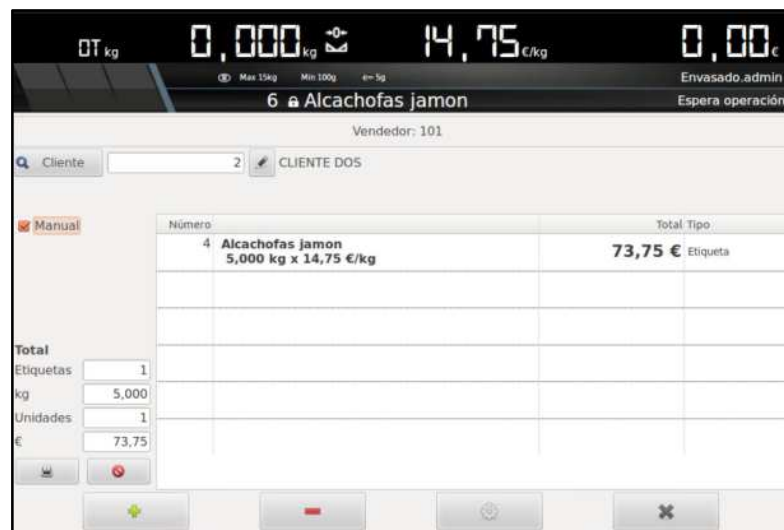 0T kg 0,000 kg →0← 14,75 €/kg 0,00 €
Max 15kg Min 100g e=5g Envasado.admin
6 Alcachofas jamon Espera operación
Vendedor: 101
Cliente 2 CLIENTE DOS
Manual
Número Total Tipo
4 Alcachofas jamon 73,75 € Etiqueta
5,000 kg x 14,75 €/kg
Total
Etiquetas 1
kg 5,000
Unidades 1
€ 73,75